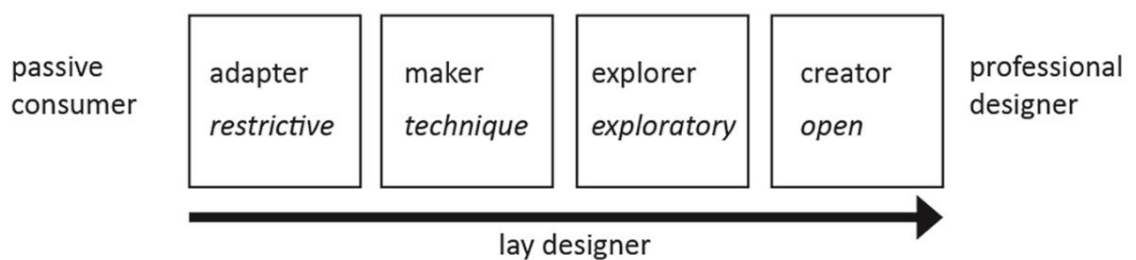 passive
consumer
adapter
restrictive
maker
technique
explorer
exploratory
creator
open
professional
designer
lay designer